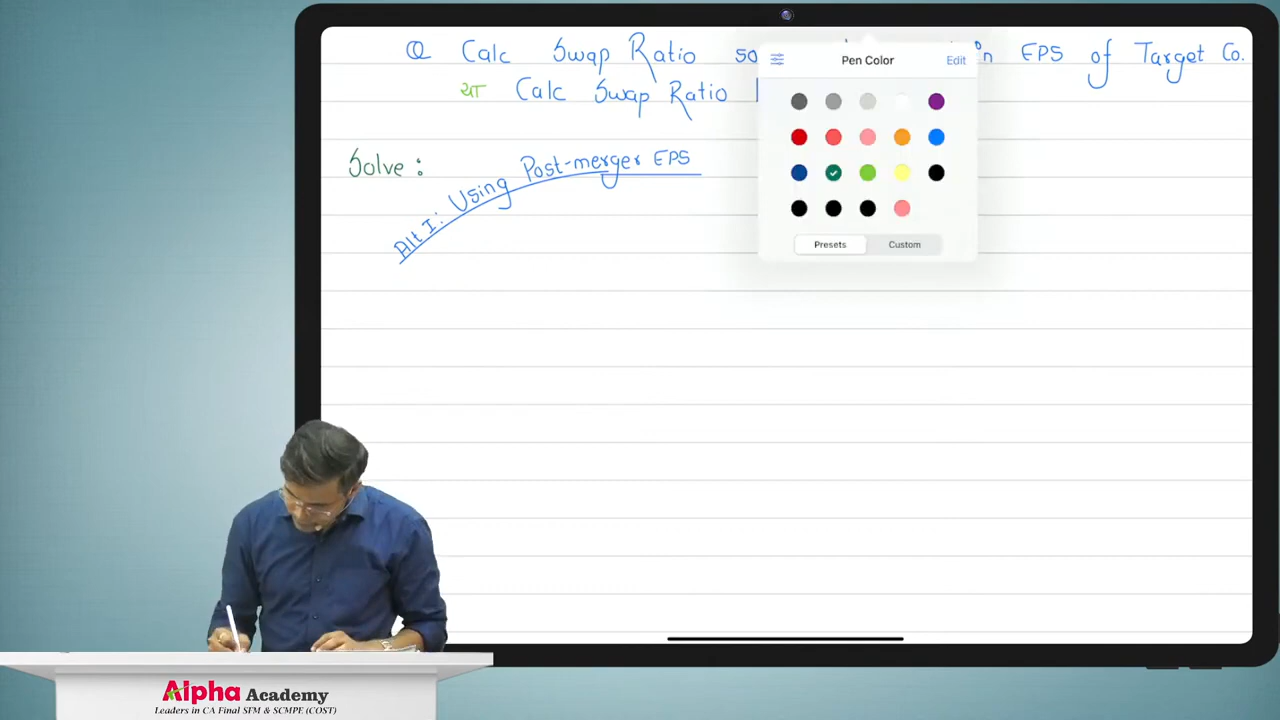 Q Calc Swap Ratio so n EPS of Target Co.
या Calc Swap Ratio
Pen Color
Edit
Presets
Custom
Solve :
Alt I: Using Post-merger EPS
Alpha Academy
Leaders in CA Final SFM & SCMPE (COST)